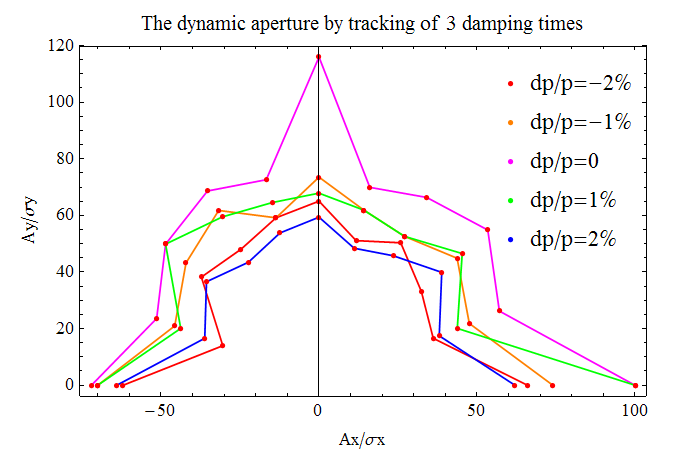 The dynamic aperture by tracking of 3 damping times
120
100
80
60
40
20
0
Ay/σy
dp/p=−2%
dp/p=−1%
dp/p=0
dp/p=1%
dp/p=2%
−50
0
50
100
Ax/σx